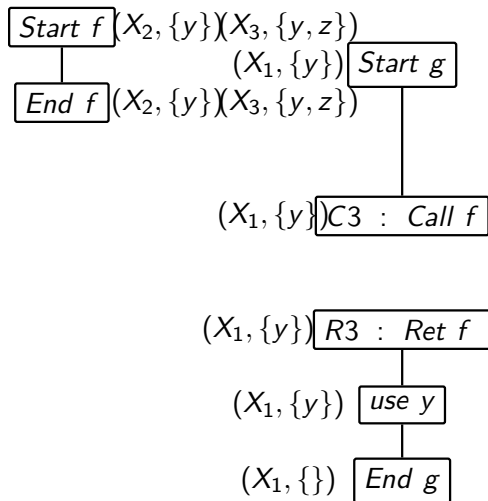 Start f (X₂, {y})(X₃, {y, z})
(X₁, {y}) Start g
End f (X₂, {y})(X₃, {y, z})
(X₁, {y}) C3 : Call f
(X₁, {y}) R3 : Ret f
(X₁, {y}) use y
(X₁, {}) End g